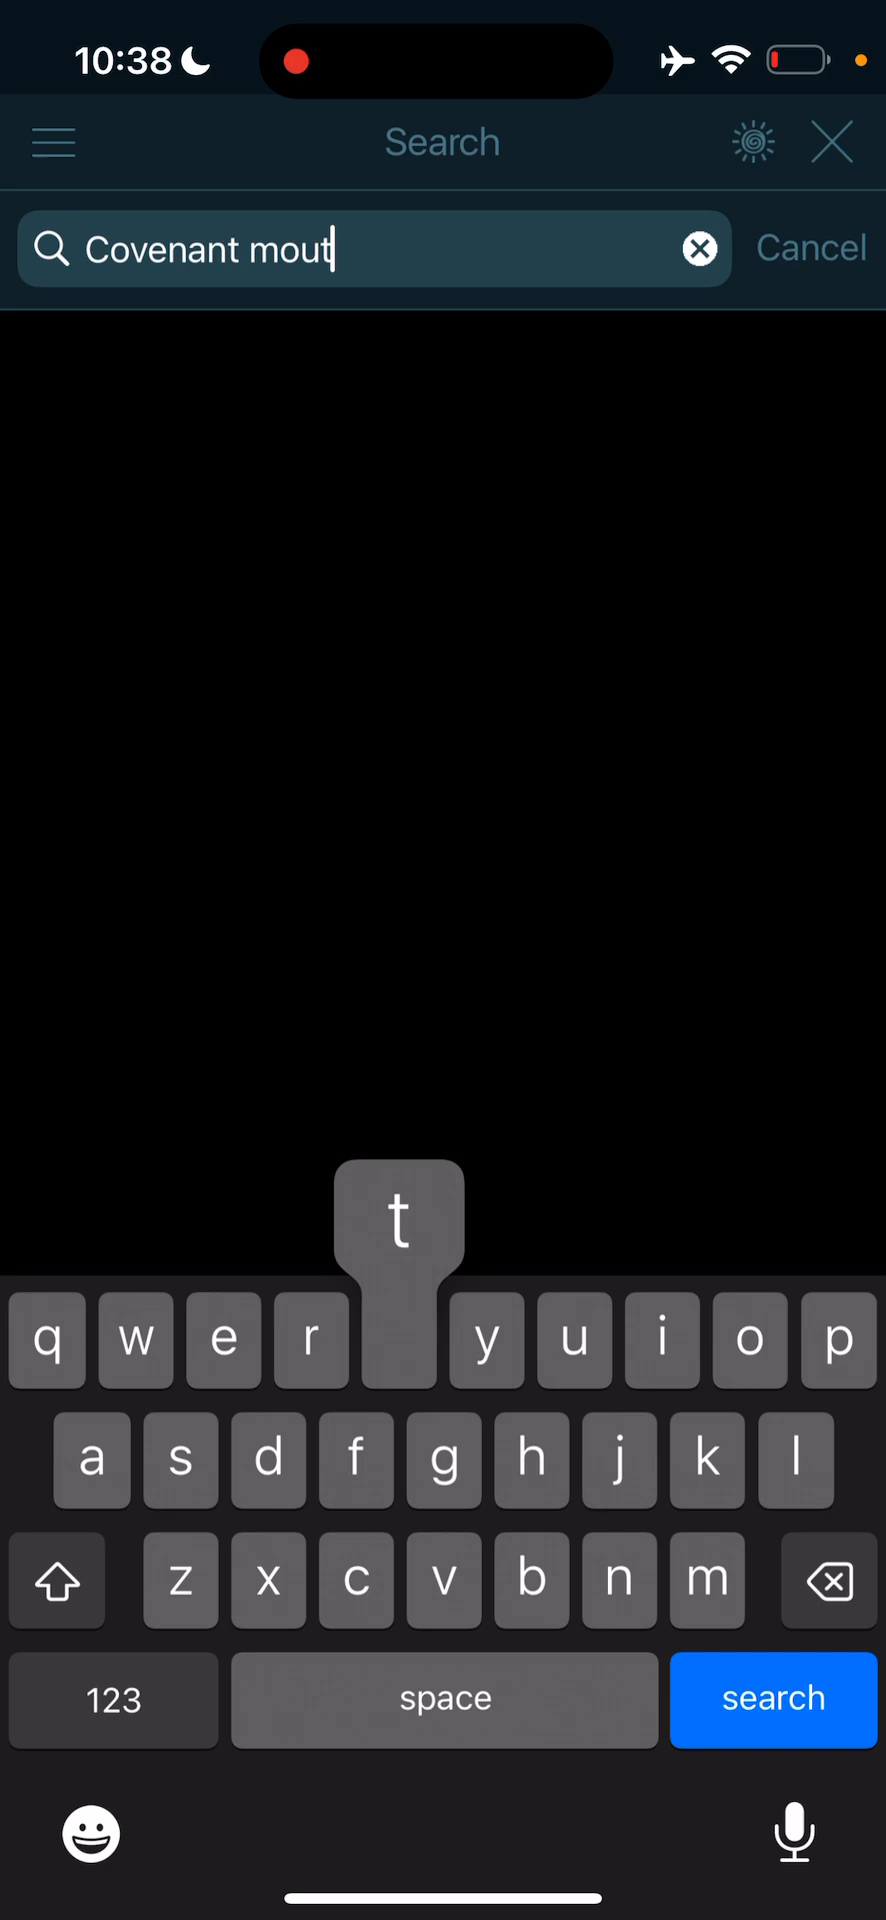 10:38
Search
Covenant mout
Cancel
t
q w e r y u i o p
a s d f g h j k l
z x c v b n m
123 space search